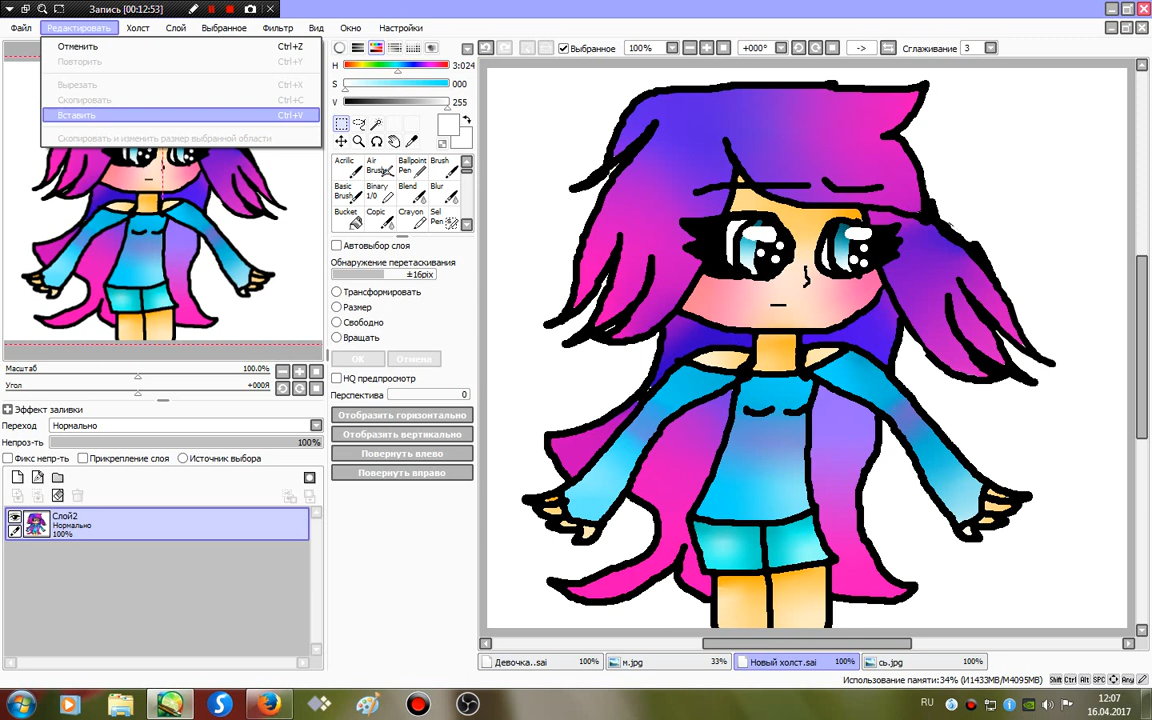 Запись [00:12:53]
Файл Редактировать Холст Слой Выбранное Фильтр Вид Окно Настройки
Отменить Ctrl+Z
Повторить Ctrl+Y
Вырезать Ctrl+X
Скопировать Ctrl+C
Вставить Ctrl+V
Скопировать и изменить размер выбранной области
Выбранное 100% +000° -> Сглаживание 3
H 3:024
S 000
V 255
Acrilic Air Brush Ballpoint Pen Brush
Basic Brush Binary 1/0 Blend Blur
Bucket Copic Crayon Sel Pen
Автовыбор слоя
Обнаружение перетаскивания
±16pix
Трансформировать
Размер
Свободно
Вращать
OK Отмена
HQ предпросмотр
Перспектива 0
Отобразить горизонтально
Отобразить вертикально
Повернуть влево
Повернуть вправо
Масштаб 100.0%
Угол +000Я
Эффект заливки
Переход Нормально
Непроз-ть 100%
Фикс непр-ть Прикрепление слоя Источник выбора
Слой2
Нормально
100%
Девочка..sai 100% м.jpg 33% Новый холст.sai 100% сь.jpg 100%
Использование памяти:34% (И1433MB/M4095MB) Shift Ctrl Alt SPC Any
RU
12:07
16.04.2017